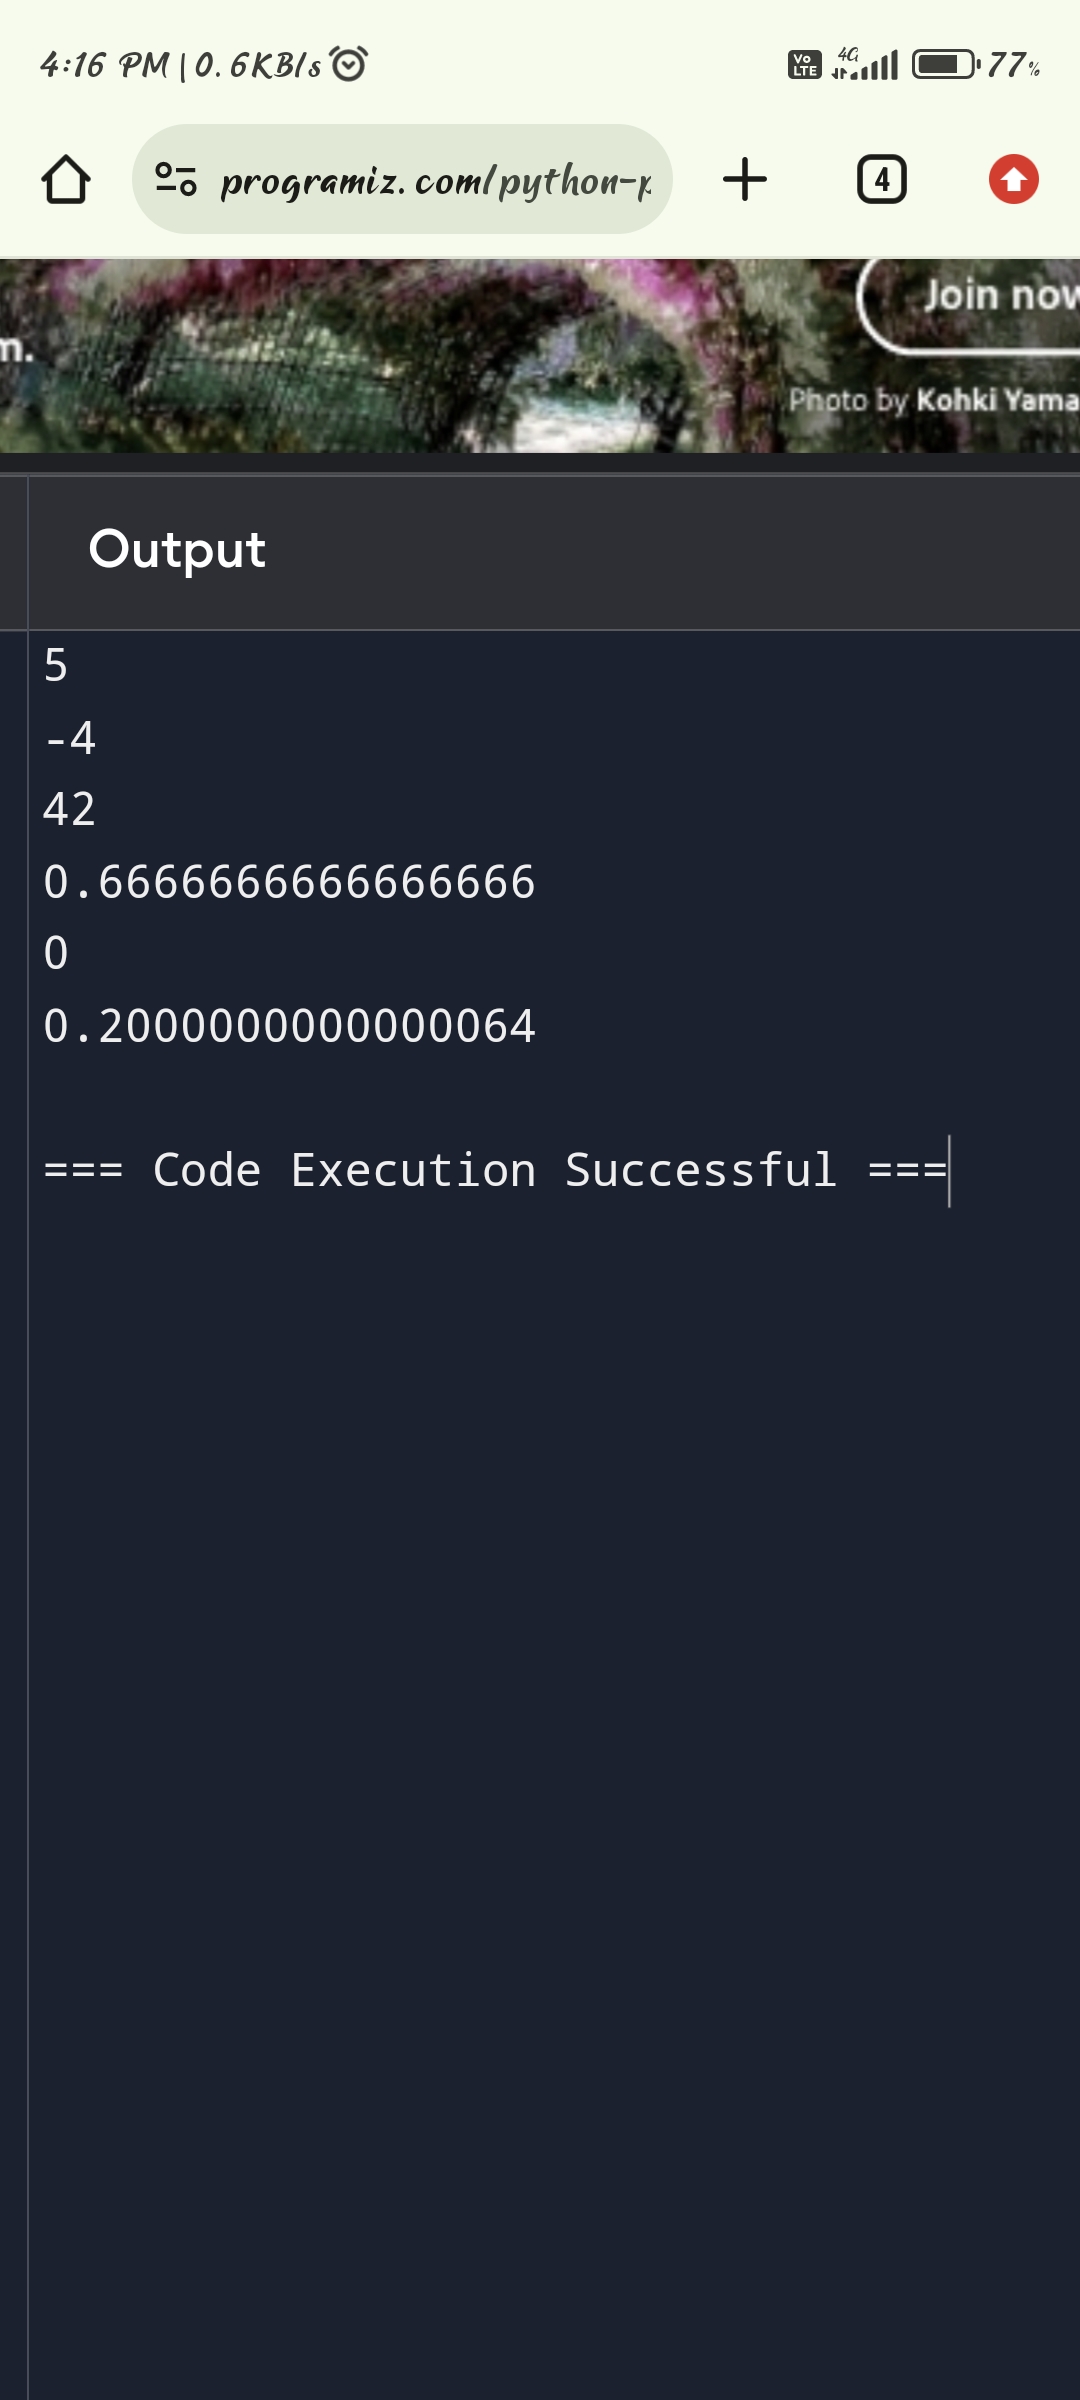 4:16 PM | 0.6KB/s
Vo LTE 4G 77%
programiz.com/python-p
4
Join now
m.
Photo by Kohki Yama
Output
5
-4
42
0.6666666666666666
0
0.2000000000000064
=== Code Execution Successful ===